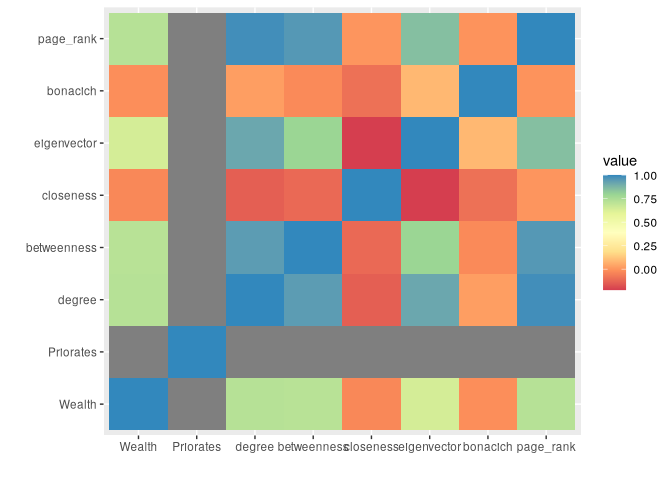 page_rank
bonacich
eigenvector
closeness
betweenness
degree
Priorates
Wealth
Wealth Priorates degree betweenness closeness eigenvector bonacich page_rank
value
1.00
0.75
0.50
0.25
0.00